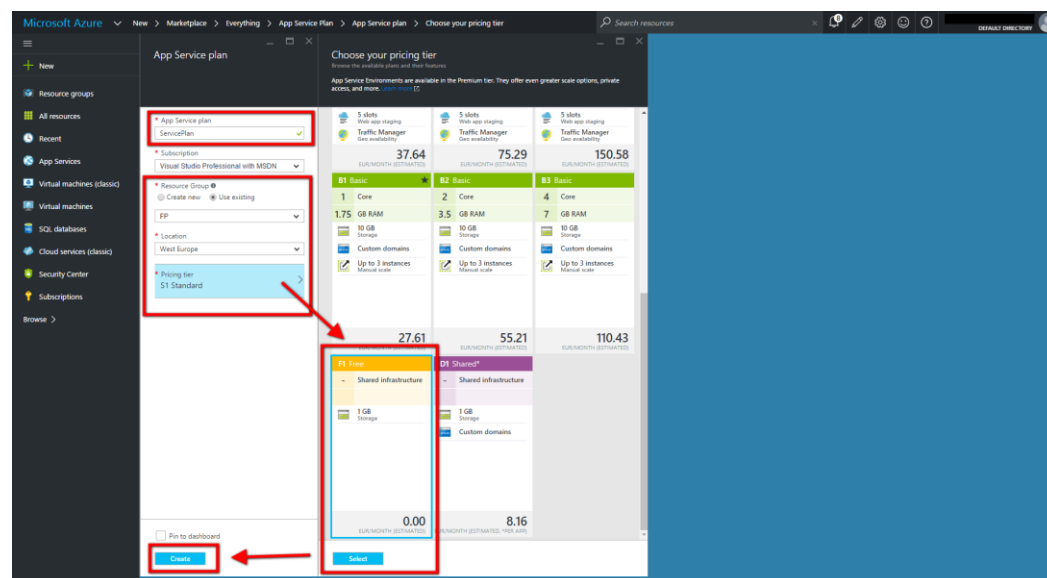 Microsoft Azure
New > Marketplace > Everything > App Service Plan > App Service plan > Choose your pricing tier
Search resources
DEFAULT DIRECTORY
New
Resource groups
All resources
Recent
App Services
Virtual machines (classic)
Virtual machines
SQL databases
Cloud services (classic)
Security Center
Subscriptions
Browse >
App Service plan
* App Service plan
ServicePlan
* Subscription
Visual Studio Professional with MSDN
* Resource Group
Create new Use existing
FP
* Location
West Europe
* Pricing tier
S1 Standard
Pin to dashboard
Create
Choose your pricing tier
Browse the available plans and their features
App Service Environments are available in the Premium tier. They offer even greater scale options, private
access, and more. Learn more
5 slots
Web app staging
Traffic Manager
Geo availability
37.64
EUR/MONTH (ESTIMATED)
5 slots
Web app staging
Traffic Manager
Geo availability
75.29
EUR/MONTH (ESTIMATED)
5 slots
Web app staging
Traffic Manager
Geo availability
150.58
EUR/MONTH (ESTIMATED)
B1 Basic
1 Core
1.75 GB RAM
10 GB
Storage
Custom domains
Up to 3 instances
Manual scale
27.61
EUR/MONTH (ESTIMATED)
B2 Basic
2 Core
3.5 GB RAM
10 GB
Storage
Custom domains
Up to 3 instances
Manual scale
55.21
EUR/MONTH (ESTIMATED)
B3 Basic
4 Core
7 GB RAM
10 GB
Storage
Custom domains
Up to 3 instances
Manual scale
110.43
EUR/MONTH (ESTIMATED)
F1 Free
- Shared infrastructure
1 GB
Storage
0.00
EUR/MONTH (ESTIMATED)
D1 Shared*
- Shared infrastructure
1 GB
Storage
Custom domains
8.16
EUR/MONTH (ESTIMATED, *PER APP)
Select